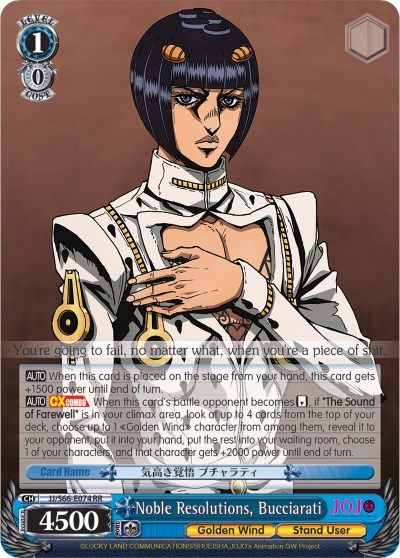 LEVEL
1
0
COST
You're going to fail, no matter what, when you're a piece of shit.
AUTO When this card is placed on the stage from your hand, this card gets
+1500 power until end of turn.
AUTO CXCOMBO When this card's battle opponent becomes, if "The Sound
of Farewell" is in your climax area, look at up to 4 cards from the top of your
deck, choose up to 1 «Golden Wind» character from among them, reveal it to
your opponent, put it into your hand, put the rest into your waiting room, choose
1 of your characters, and that character gets +2000 power until end of turn.
Card Name 気高き覚悟 ブチャラティ
CH JJ/S66-E074 RR
Noble Resolutions, Bucciarati JOJO
POWER 4500 SOUL
Golden Wind Stand User
©LUCKY LAND COMMUNICATIONS/SHUEISHA,JOJO's Animation GW Project